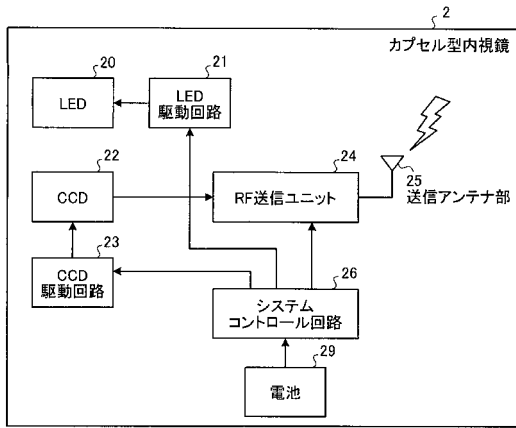 2
カプセル型内視鏡
20
LED
21
LED
駆動回路
22
CCD
24
RF送信ユニット
25
送信アンテナ部
23
CCD
駆動回路
26
システム
コントロール回路
29
電池